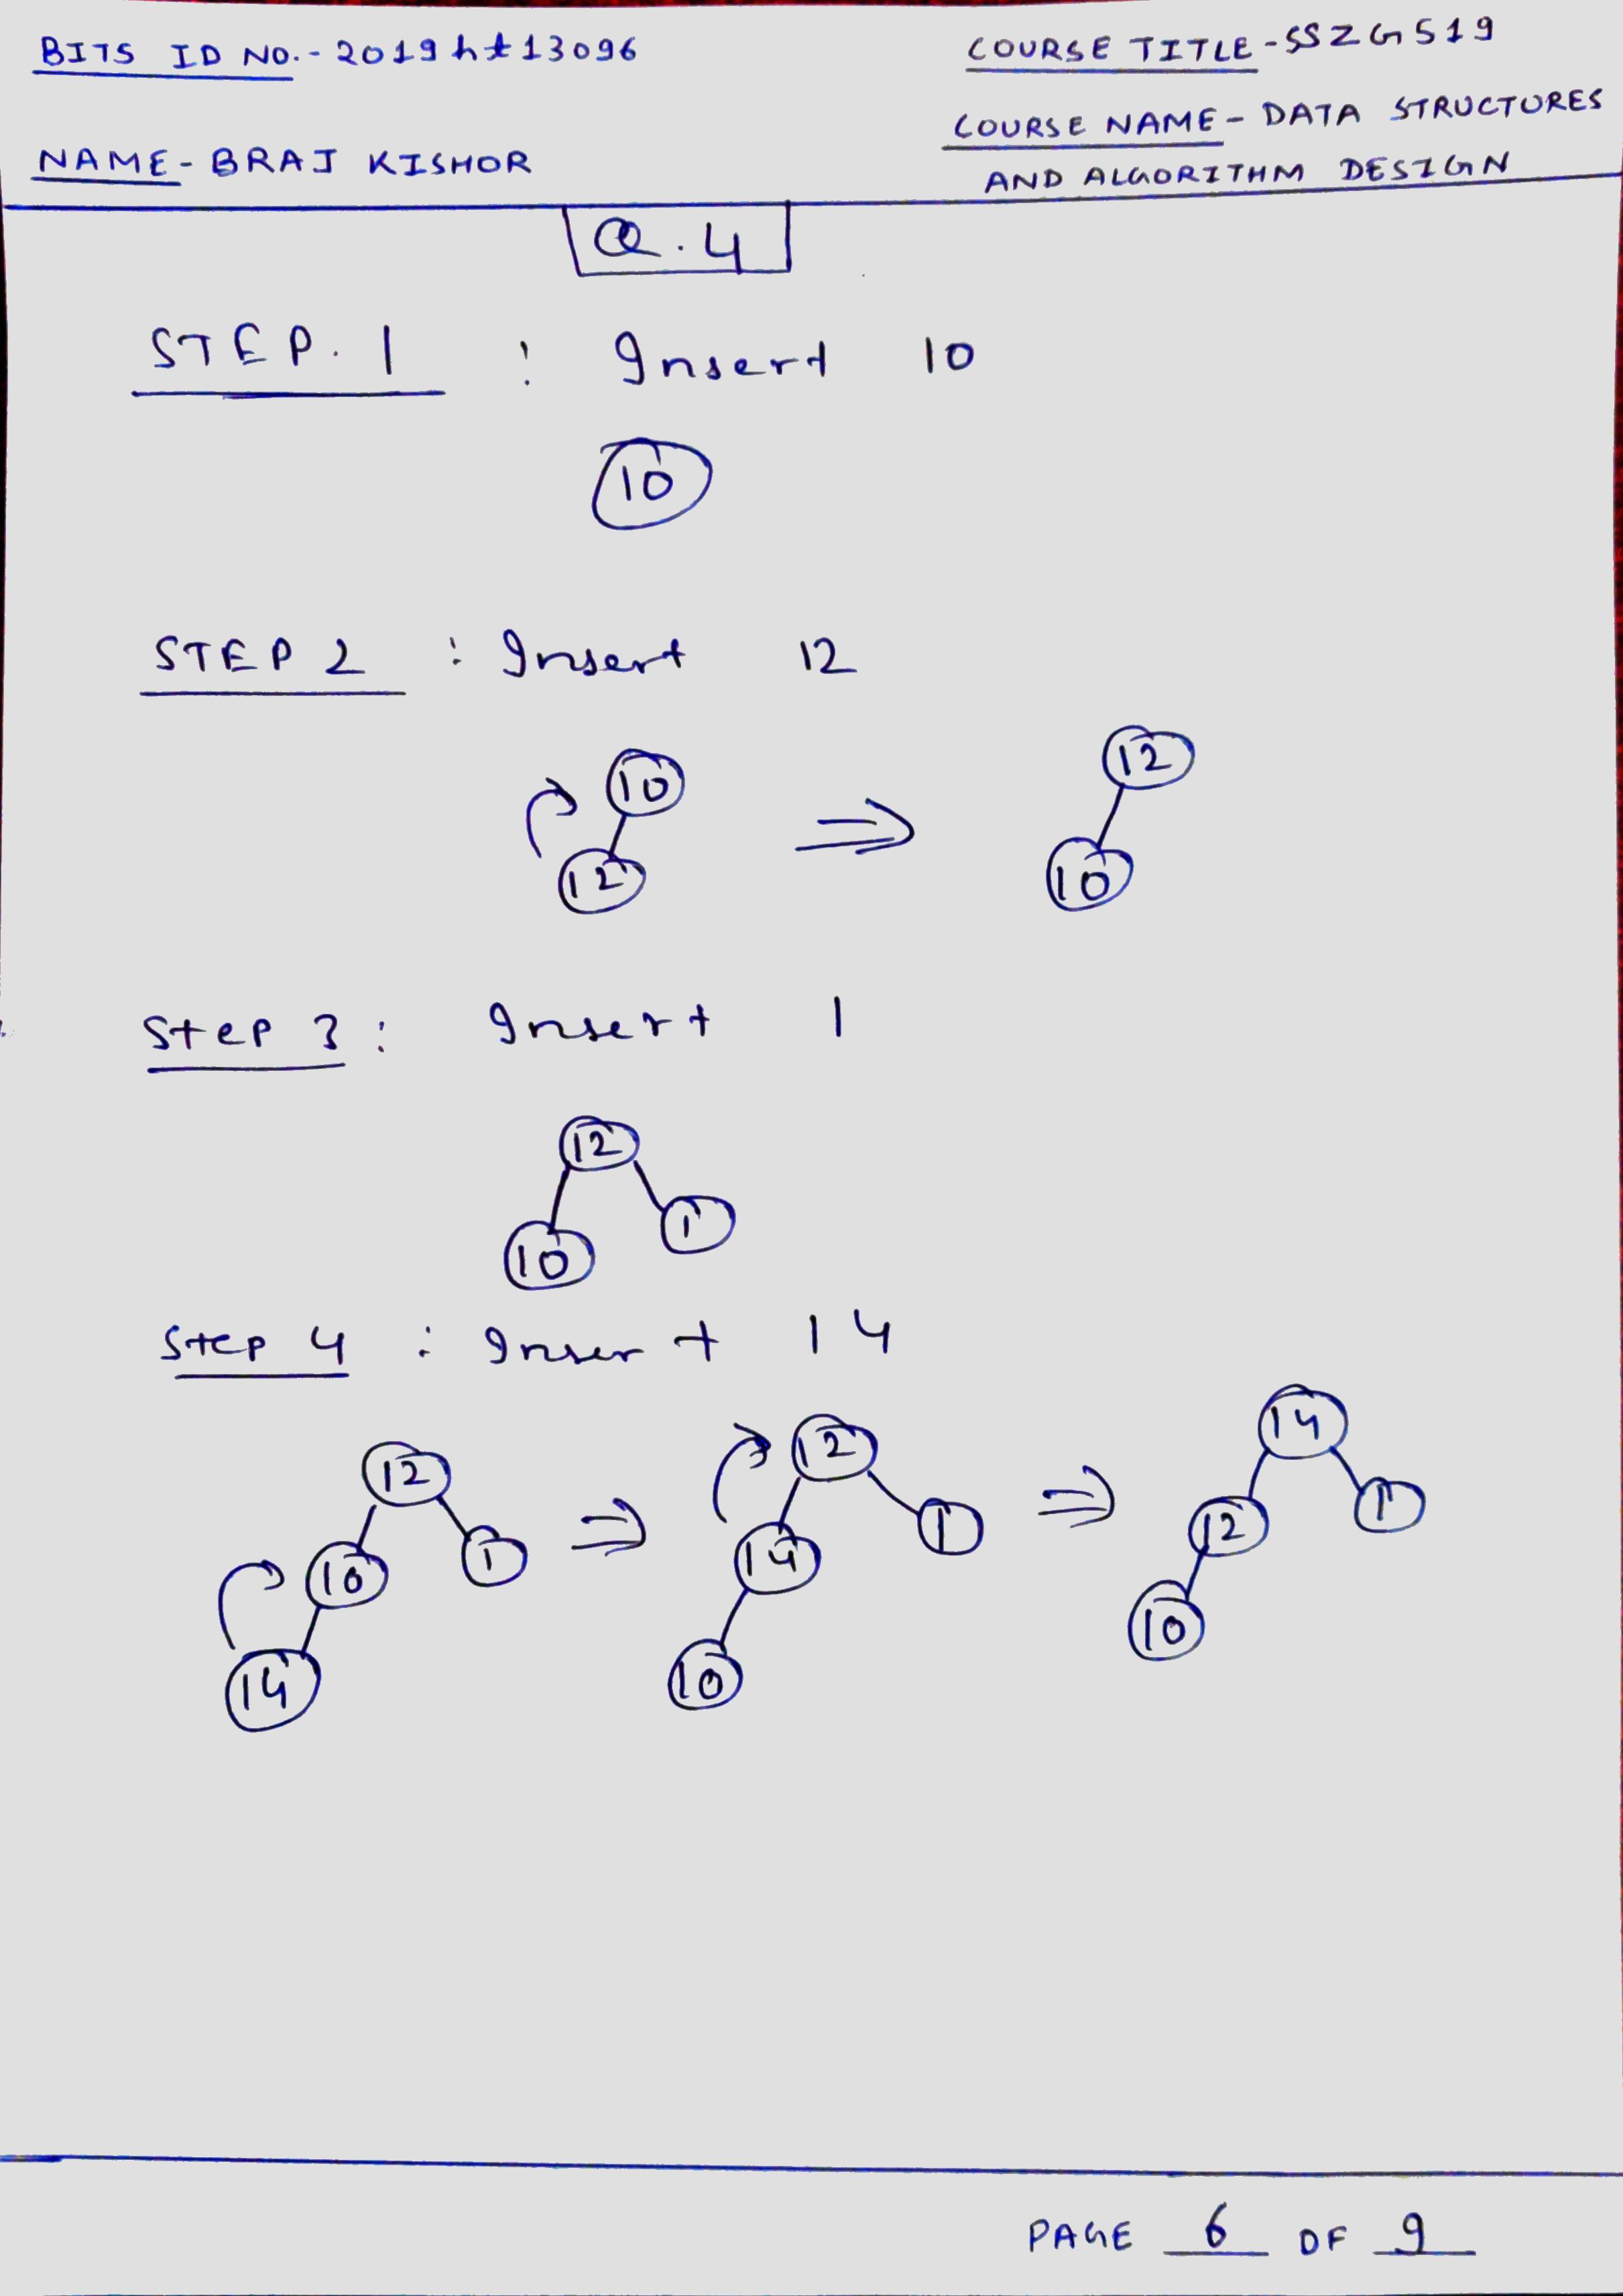 BITS ID NO.- 2019ht13096
COURSE TITLE - SSZG519
COURSE NAME - DATA STRUCTURES
NAME - BRAJ KISHOR
AND ALGORITHM DESIGN
Q.4
STEP. 1 : Insert 10
10
STEP 2 : Insert 12
10 ⇒ 12
12 10
Step 3 : Insert 1
12
10 1
Step 4 : Insert 14
12 ⇒ 12 ⇒ 14
10 1 14 1 12 1
14 10 10
PAGE 6 OF 9